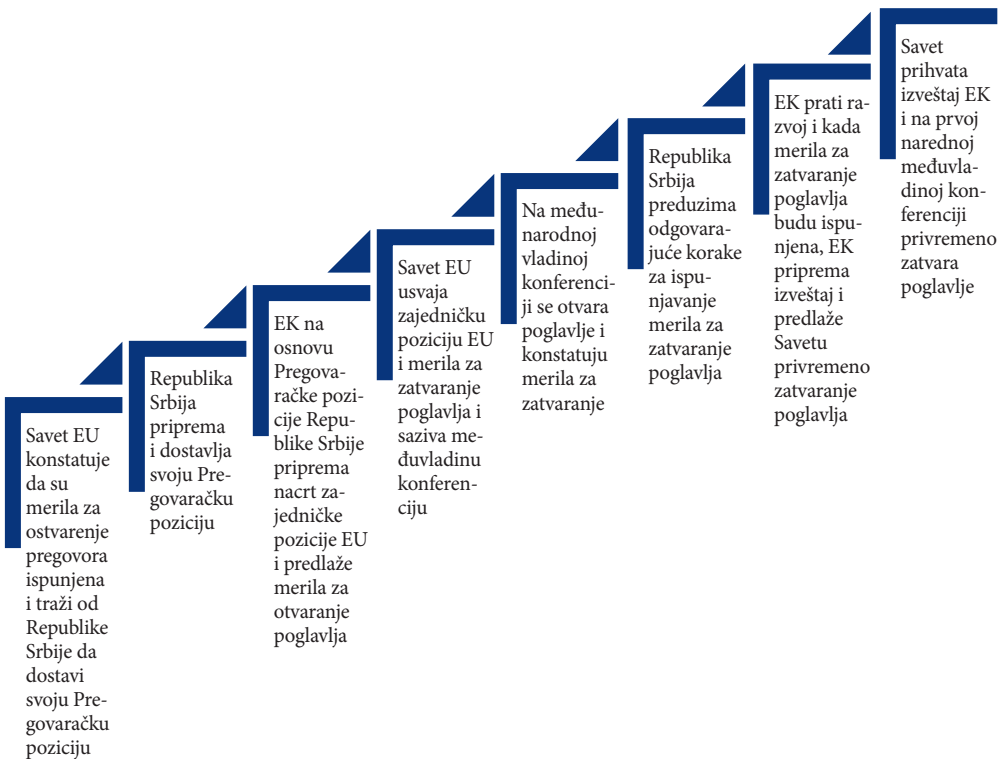 Savet EU
konstatuje
da su
merila za
ostvarenje
pregovora
ispunjena
i traži od
Republike
Srbije da
dostavi
svoju Pre-
govaračku
poziciju
Republika
Srbija
priprema
i dostavlja
svoju Pre-
govaračku
poziciju
EK na
osnovu
Pregova-
račke pozi-
cije Repu-
blike Srbije
priprema
nacrt za-
jedničke
pozicije EU
i predlaže
merila za
otvaranje
poglavlja
Savet EU
usvaja
zajedničku
poziciju EU
i merila za
zatvaranje
poglavlja i
saziva me-
đuvladinu
konferen-
ciju
Na među-
narodnoj
vladinoj
konferenci-
ji se otvara
poglavlje i
konstatuju
merila za
zatvaranje
Republika
Srbija
preduzima
odgovara-
juće korake
za ispu-
njavanje
merila za
zatvaranje
poglavlja
EK prati ra-
zvoj i kada
merila za
zatvaranje
poglavlja
budu ispu-
njena, EK
priprema
izveštaj i
predlaže
Savetu
privremeno
zatvaranje
poglavlja
Savet
prihvata
izveštaj EK
i na prvoj
narednoj
međuvla-
dinoj kon-
ferenciji
privremeno
zatvara
poglavlje